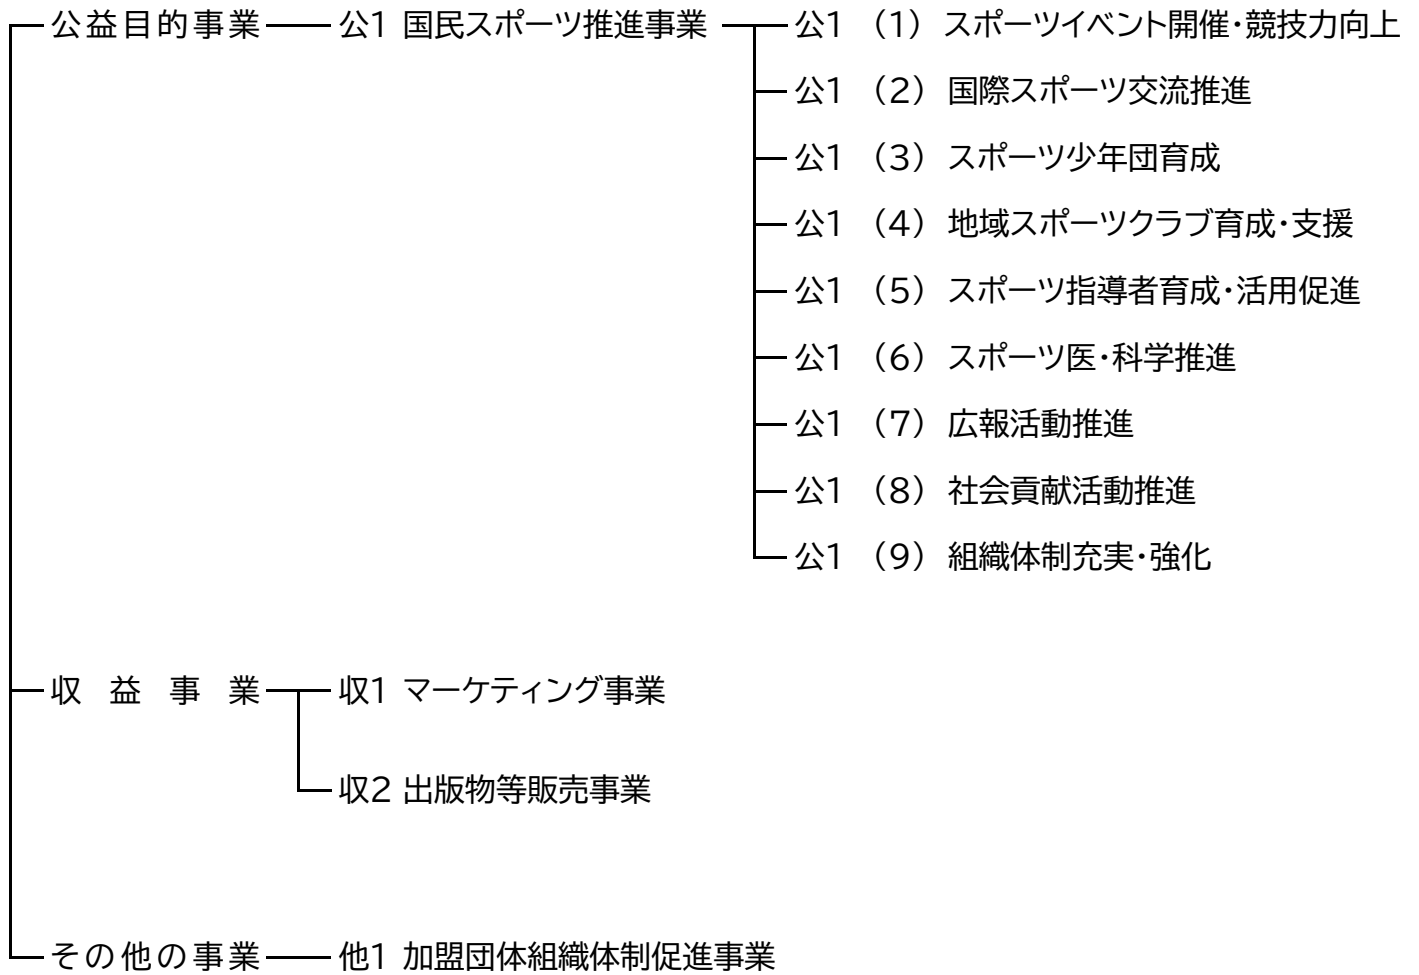 公益目的事業 公1 国民スポーツ推進事業 公1 （1） スポーツイベント開催・競技力向上
公1 （2） 国際スポーツ交流推進
公1 （3） スポーツ少年団育成
公1 （4） 地域スポーツクラブ育成・支援
公1 （5） スポーツ指導者育成・活用促進
公1 （6） スポーツ医・科学推進
公1 （7） 広報活動推進
公1 （8） 社会貢献活動推進
公1 （9） 組織体制充実・強化
収益事業 収1 マーケティング事業
収2 出版物等販売事業
その他の事業 他1 加盟団体組織体制促進事業